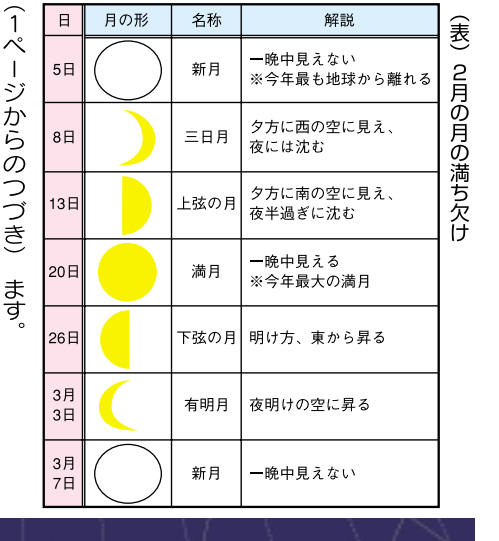 (表) 2月の月の満ち欠け
日 月の形 名称 解説
5日 新月 一晩中見えない
※今年最も地球から離れる
8日 三日月 夕方に西の空に見え、
夜には沈む
13日 上弦の月 夕方に南の空に見え、
夜半過ぎに沈む
20日 満月 一晩中見える
※今年最大の満月
26日 下弦の月 明け方、東から昇る
3月
3日 有明月 夜明けの空に昇る
3月
7日 新月 一晩中見えない
(1ページからのつづき) ます。